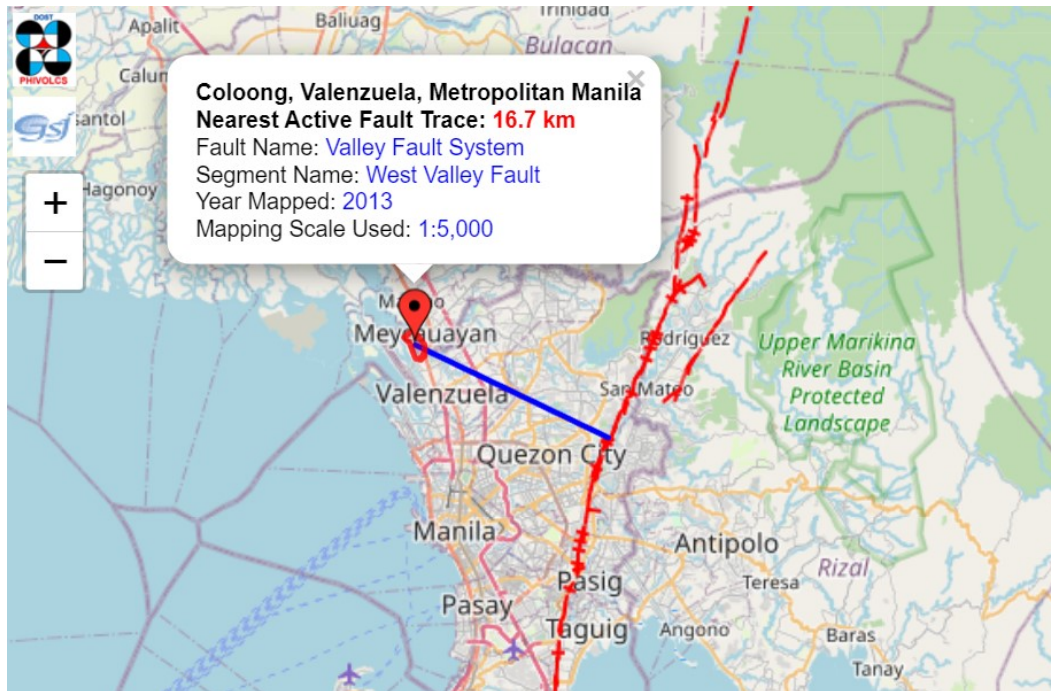 Trinidad
Apalit
Baliuag
DOST
PHIVOLCS
Bulacan
×
Coloong, Valenzuela, Metropolitan Manila
Nearest Active Fault Trace: 16.7 km
Fault Name: Valley Fault System
Segment Name: West Valley Fault
Year Mapped: 2013
Mapping Scale Used: 1:5,000
GSJ
+
Hagonoy
−
Rodriguez
Upper Marikina
River Basin
Protected
Landscape
Valenzuela
San Mateo
Quezon City
Manila
Antipolo
Rizal
Pasig
Teresa
Pasay
Taguig
Angono
Baras
Tanay